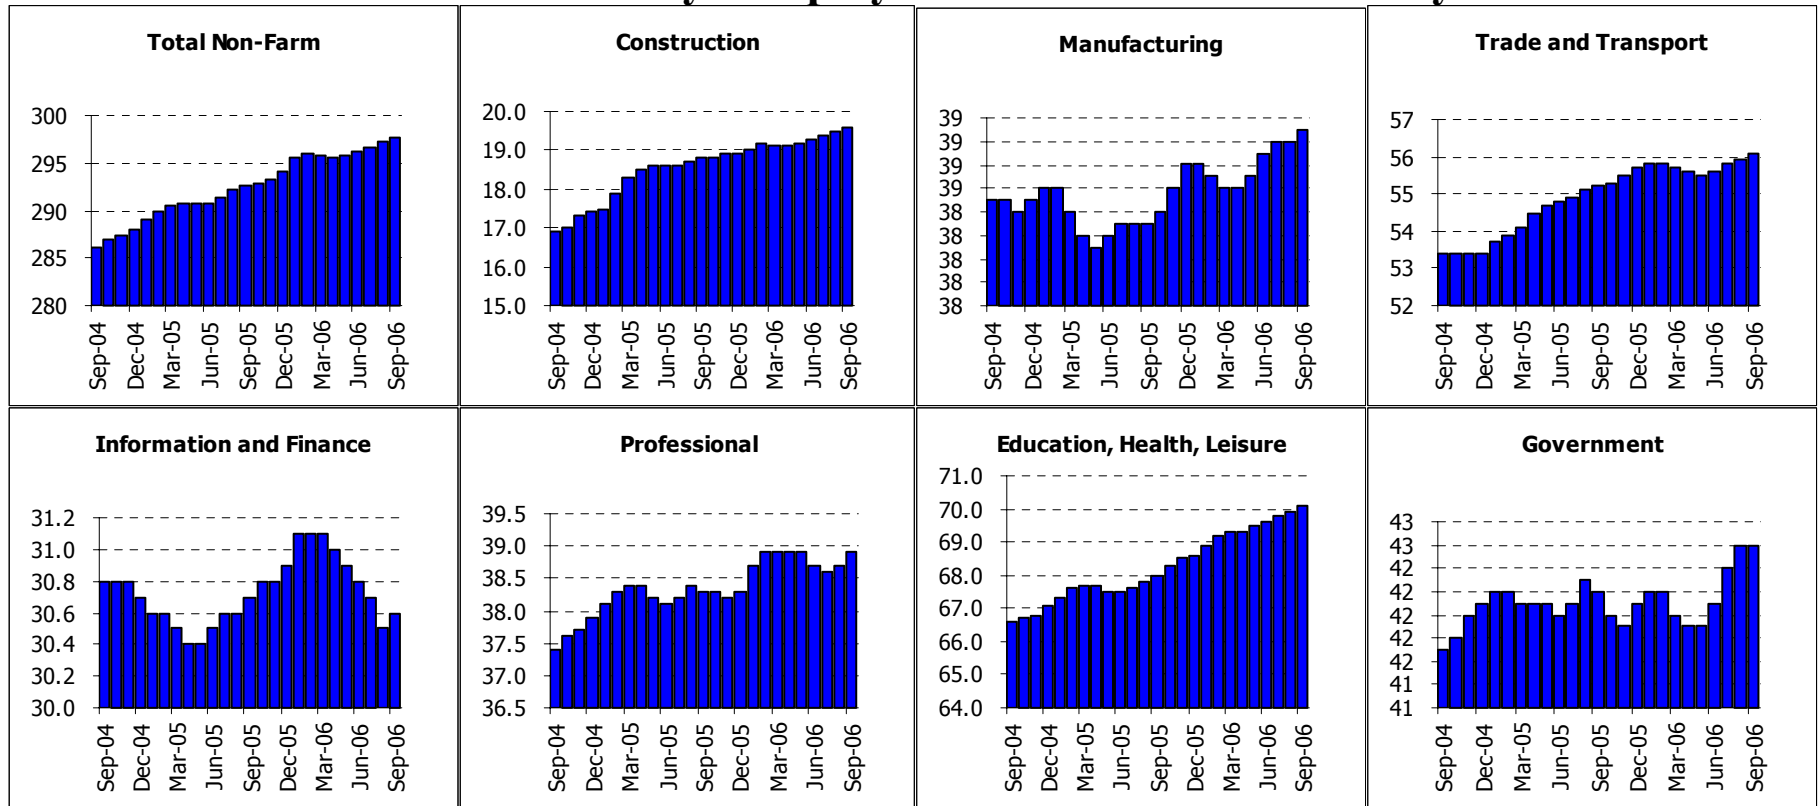 Total Non-Farm
300
295
290
285
280
Sep-04
Dec-04
Mar-05
Jun-05
Sep-05
Dec-05
Mar-06
Jun-06
Sep-06
Construction
20.0
19.0
18.0
17.0
16.0
15.0
Sep-04
Dec-04
Mar-05
Jun-05
Sep-05
Dec-05
Mar-06
Jun-06
Sep-06
Manufacturing
39
39
39
39
38
38
38
38
38
Sep-04
Dec-04
Mar-05
Jun-05
Sep-05
Dec-05
Mar-06
Jun-06
Sep-06
Trade and Transport
57
56
55
54
53
52
Sep-04
Dec-04
Mar-05
Jun-05
Sep-05
Dec-05
Mar-06
Jun-06
Sep-06
Information and Finance
31.2
31.0
30.8
30.6
30.4
30.2
30.0
Sep-04
Dec-04
Mar-05
Jun-05
Sep-05
Dec-05
Mar-06
Jun-06
Sep-06
Professional
39.5
39.0
38.5
38.0
37.5
37.0
36.5
Sep-04
Dec-04
Mar-05
Jun-05
Sep-05
Dec-05
Mar-06
Jun-06
Sep-06
Education, Health, Leisure
71.0
70.0
69.0
68.0
67.0
66.0
65.0
64.0
Sep-04
Dec-04
Mar-05
Jun-05
Sep-05
Dec-05
Mar-06
Jun-06
Sep-06
Government
43
43
42
42
42
42
42
41
41
Sep-04
Dec-04
Mar-05
Jun-05
Sep-05
Dec-05
Mar-06
Jun-06
Sep-06